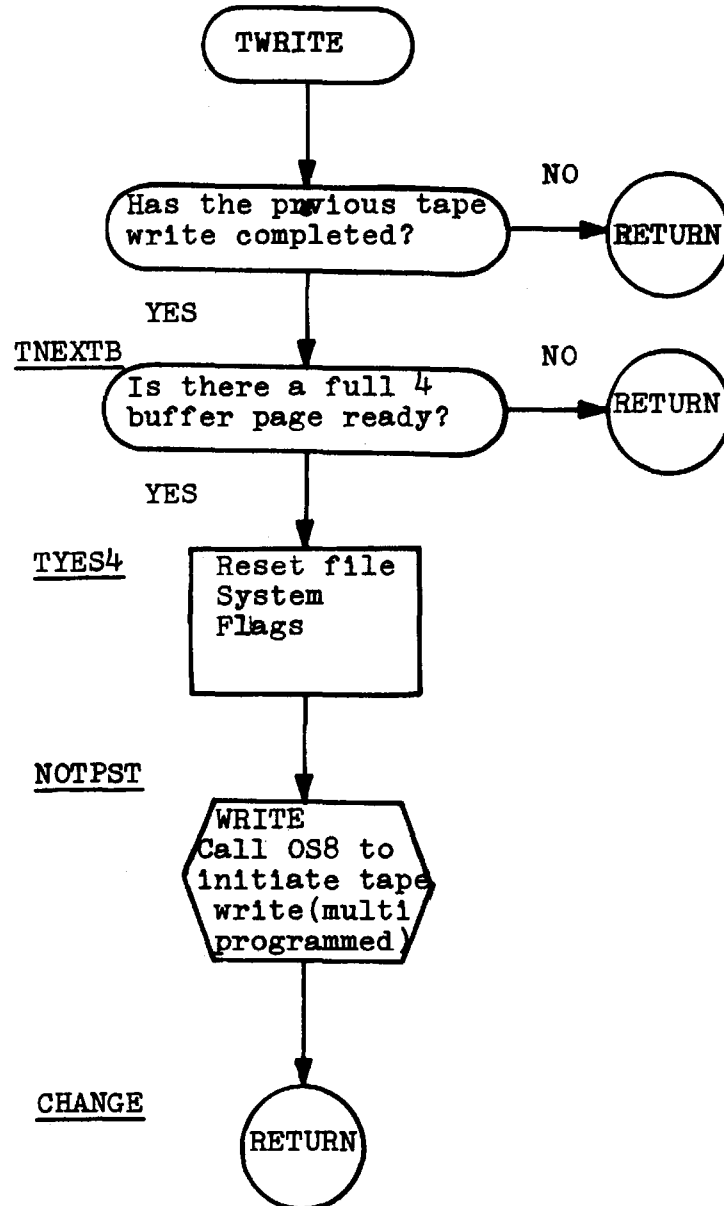 TWRITE
NO
Has the previous tape
write completed?
RETURN
YES
TNEXTB
NO
Is there a full 4
buffer page ready?
RETURN
YES
TYES4
Reset file
System
Flags
NOTPST
WRITE
Call OS8 to
initiate tape
write(multi
programmed)
CHANGE
RETURN